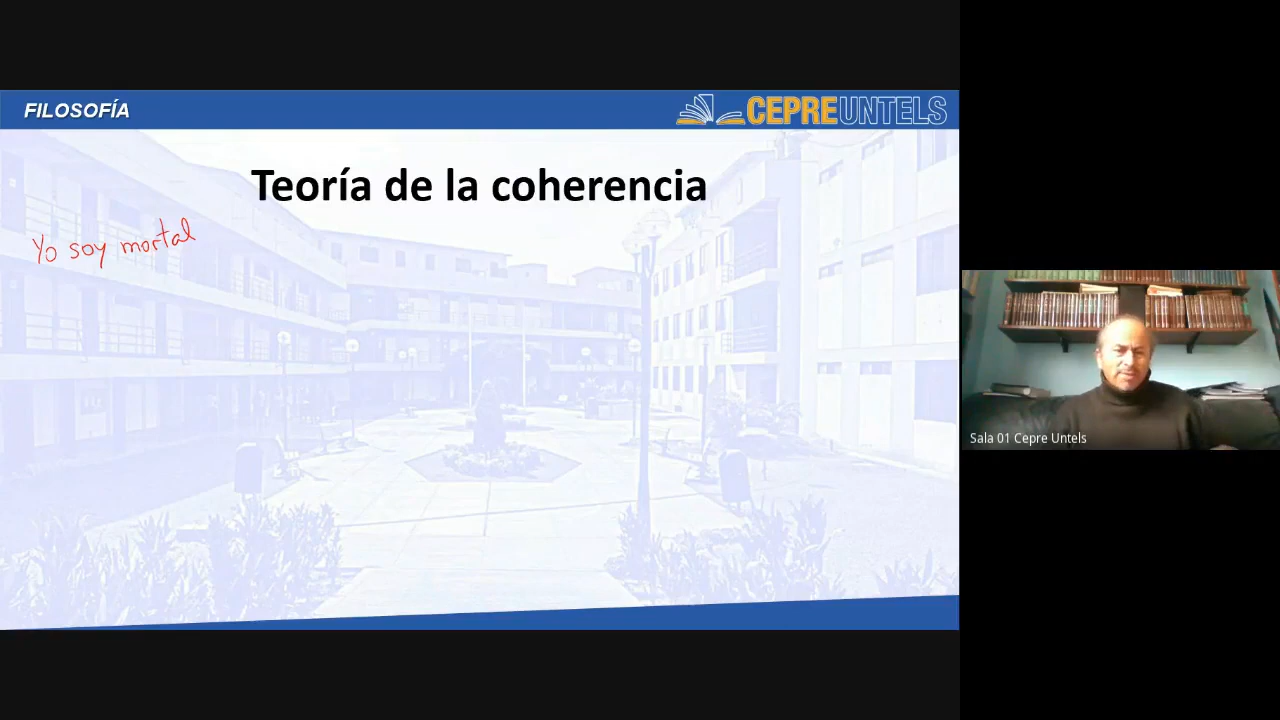 FILOSOFÍA
CEPREUNTELS
Teoría de la coherencia
Yo soy mortal
Sala 01 Cepre Untels